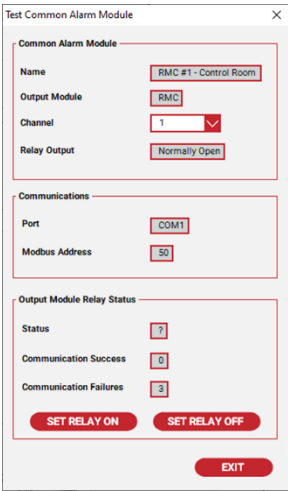 Test Common Alarm Module
Common Alarm Module
Name RMC #1 - Control Room
Output Module RMC
Channel 1
Relay Output Normally Open
Communications
Port COM1
Modbus Address 50
Output Module Relay Status
Status ?
Communication Success 0
Communication Failures 3
SET RELAY ON SET RELAY OFF
EXIT